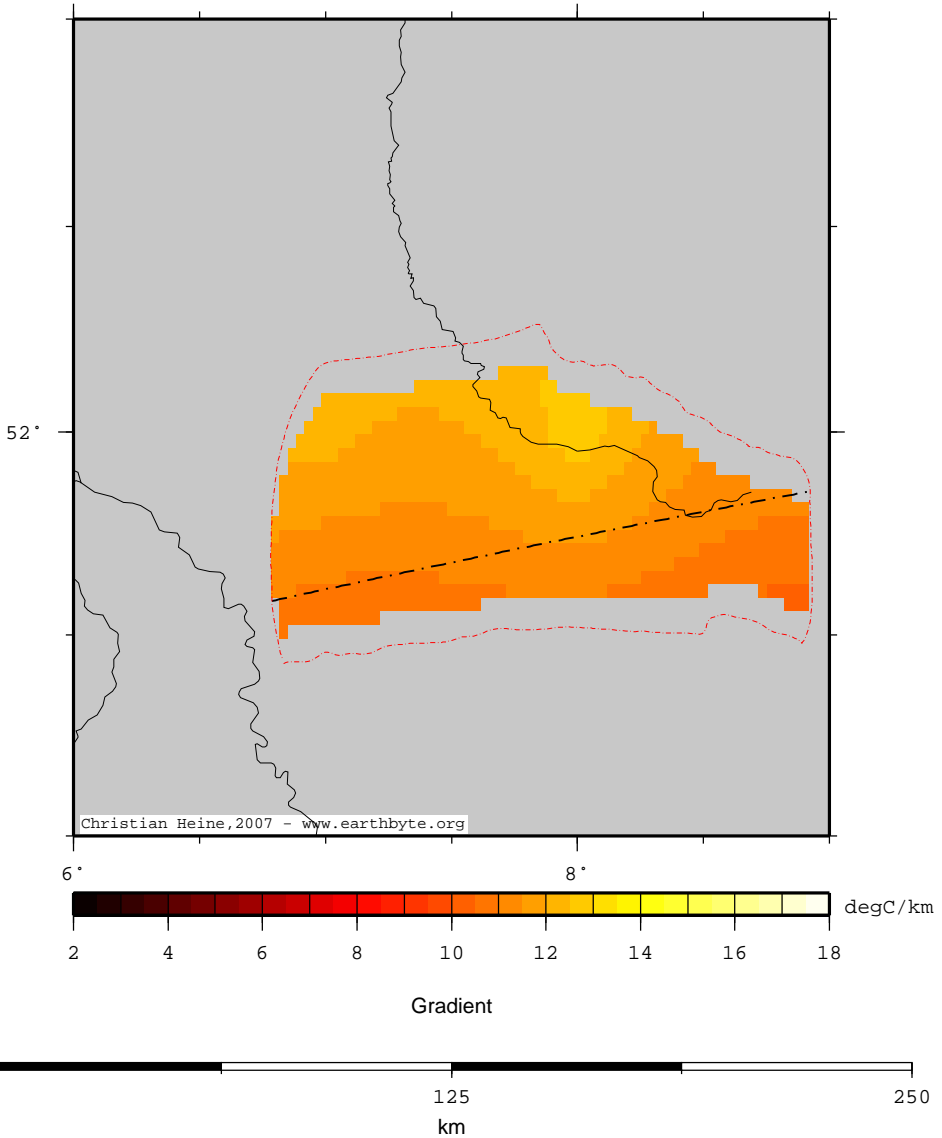 52°
Christian Heine,2007 - www.earthbyte.org
6° 8°
degC/km
2 4 6 8 10 12 14 16 18
Gradient
125 250
km